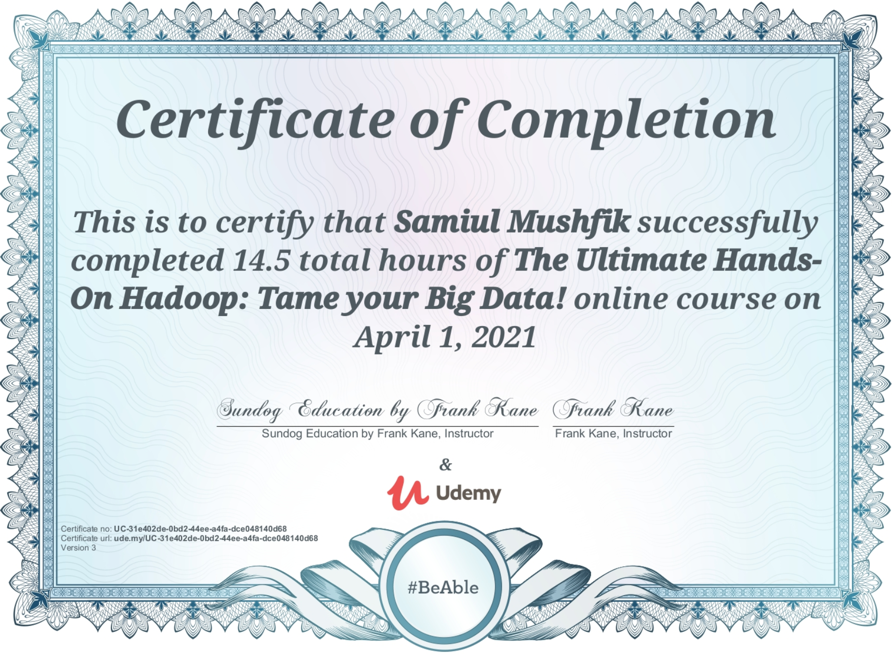 Certificate of Completion
This is to certify that Samiul Mushfik successfully
completed 14.5 total hours of The Ultimate Hands-
On Hadoop: Tame your Big Data! online course on
April 1, 2021
Sundog Education by Frank Kane Frank Kane
Sundog Education by Frank Kane, Instructor Frank Kane, Instructor
&
Udemy
Certificate no: UC-31e402de-0bd2-44ee-a4fa-dce048140d68
Certificate url: ude.my/UC-31e402de-0bd2-44ee-a4fa-dce048140d68
Version 3
#BeAble